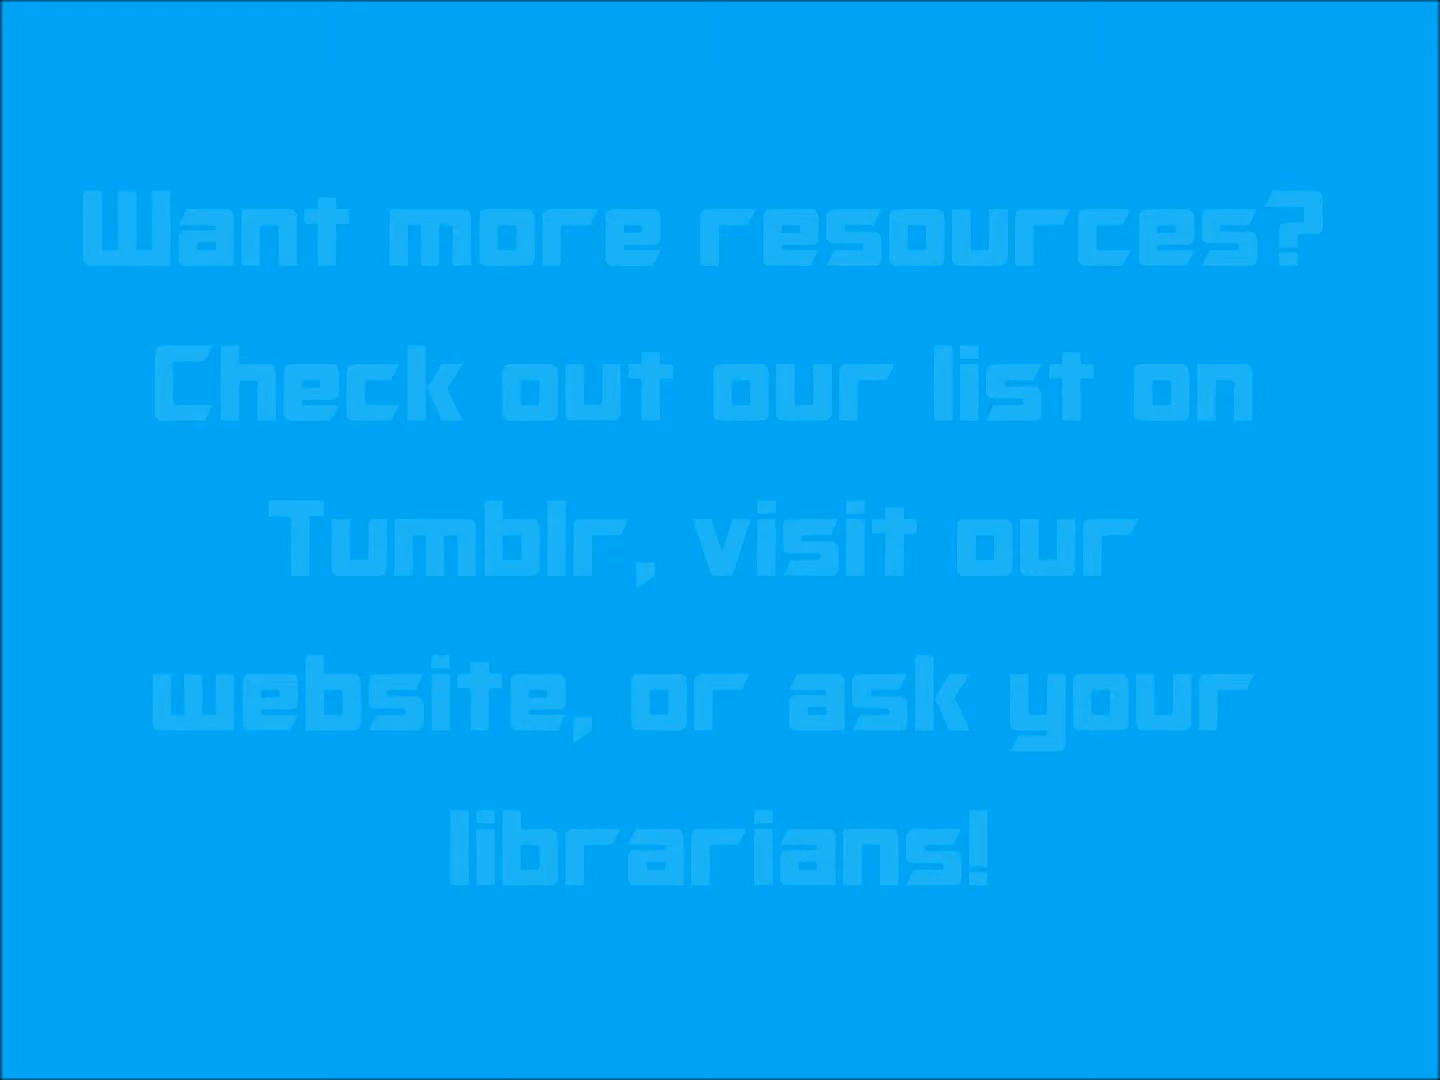 Want more resources?
Check out our list on
Tumblr, visit our
website, or ask your
librarians!